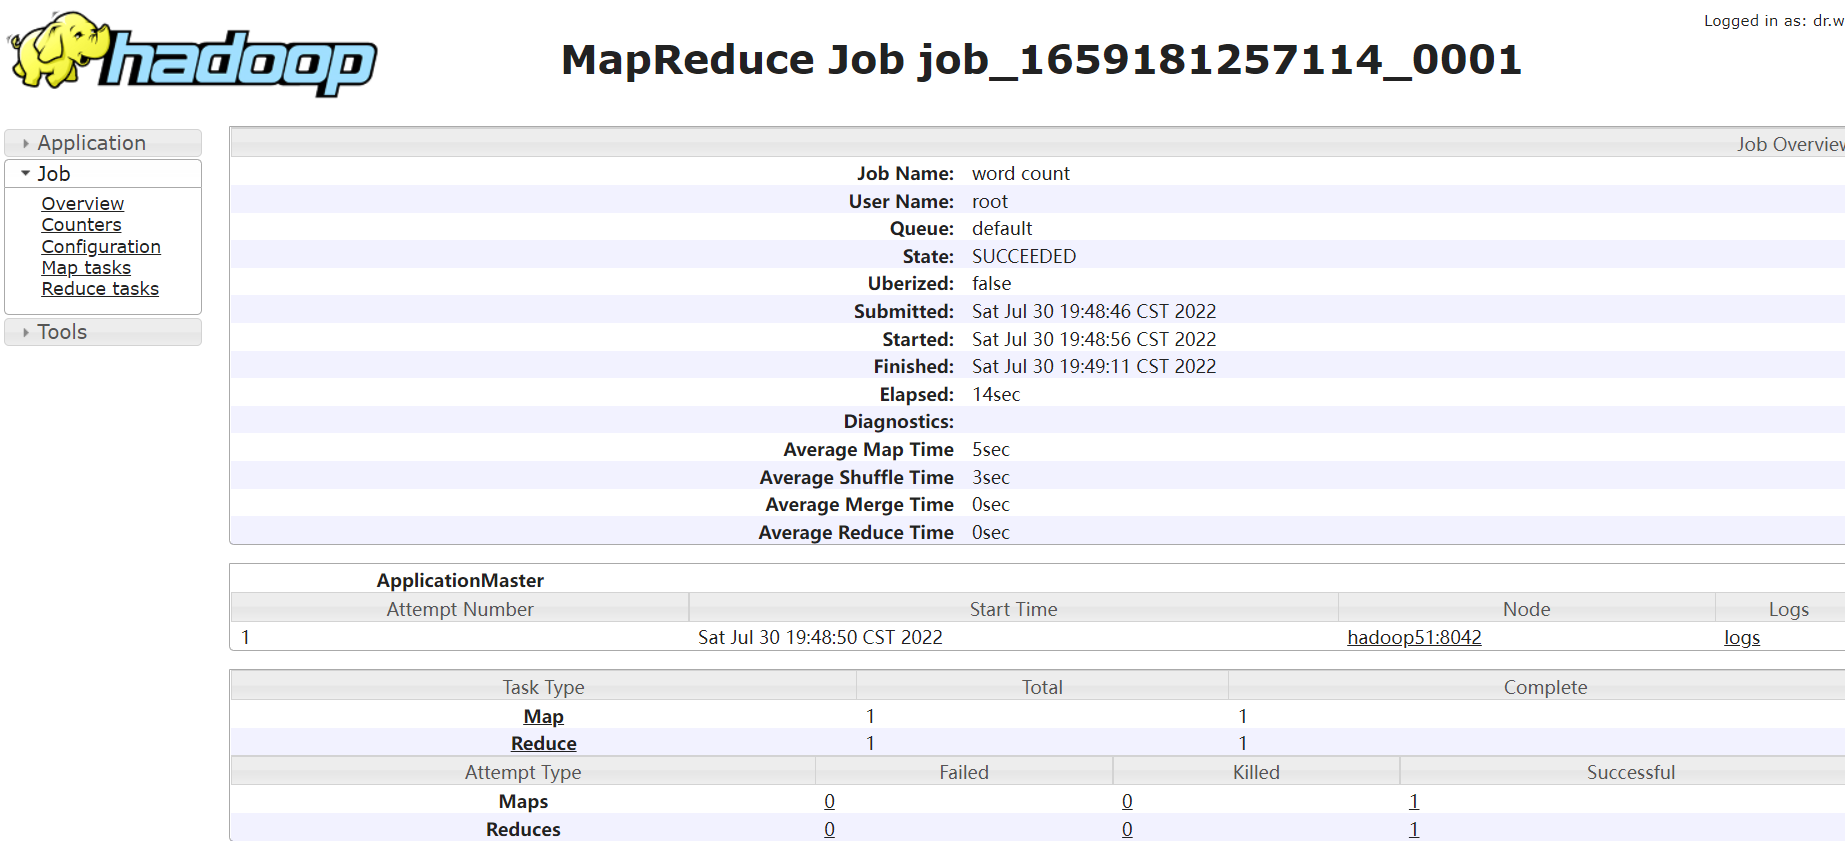 Logged in as: dr.w
hadoop
MapReduce Job job_1659181257114_0001
Application
Job
Overview
Counters
Configuration
Map tasks
Reduce tasks
Tools
Job Overview
Job Name: word count
User Name: root
Queue: default
State: SUCCEEDED
Uberized: false
Submitted: Sat Jul 30 19:48:46 CST 2022
Started: Sat Jul 30 19:48:56 CST 2022
Finished: Sat Jul 30 19:49:11 CST 2022
Elapsed: 14sec
Diagnostics:
Average Map Time 5sec
Average Shuffle Time 3sec
Average Merge Time 0sec
Average Reduce Time 0sec
ApplicationMaster
Attempt Number Start Time Node Logs
1 Sat Jul 30 19:48:50 CST 2022 hadoop51:8042 logs
Task Type Total Complete
Map 1 1
Reduce 1 1
Attempt Type Failed Killed Successful
Maps 0 0 1
Reduces 0 0 1